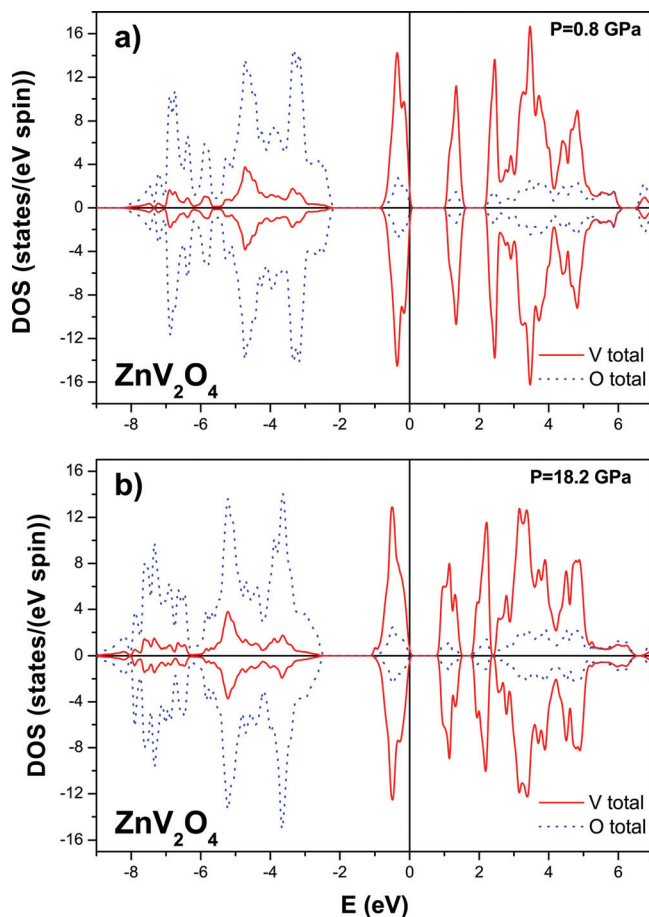 a)
P=0.8 GPa
DOS (states/(eV spin))
16
12
8
4
0
-4
-8
-12
-16
ZnV2O4
V total
O total
-8
-6
-4
-2
0
2
4
6
b)
P=18.2 GPa
DOS (states/(eV spin))
16
12
8
4
0
-4
-8
-12
-16
ZnV2O4
V total
O total
-8
-6
-4
-2
0
2
4
6
E (eV)